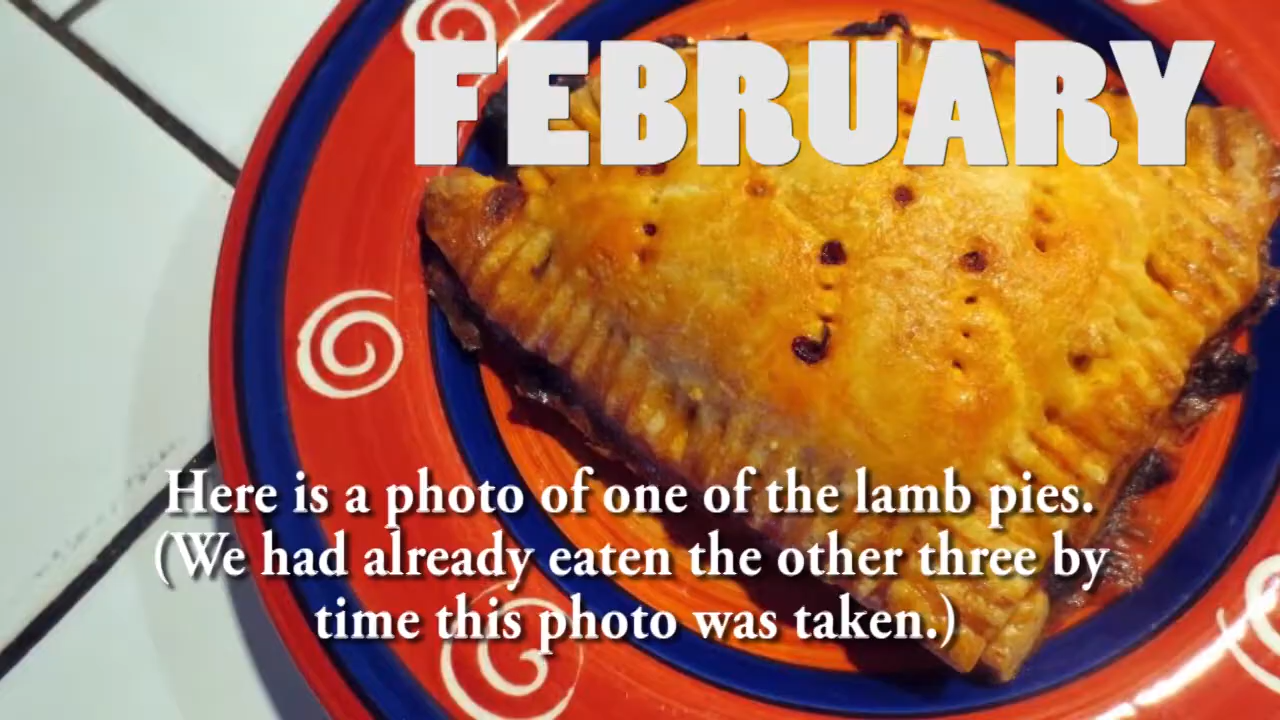 FEBRUARY
Here is a photo of one of the lamb pies.
(We had already eaten the other three by
time this photo was taken.)